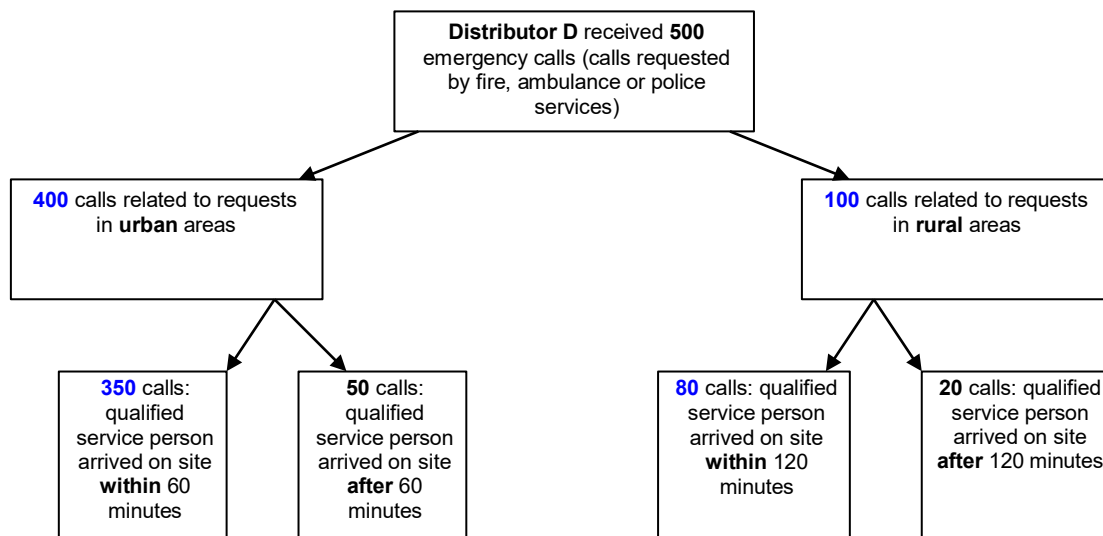 Distributor D received 500
emergency calls (calls requested
by fire, ambulance or police
services)
400 calls related to requests
in urban areas
100 calls related to requests
in rural areas
350 calls:
qualified
service person
arrived on site
within 60
minutes
50 calls:
qualified
service person
arrived on site
after 60
minutes
80 calls: qualified
service person
arrived on site
within 120
minutes
20 calls: qualified
service person
arrived on site
after 120 minutes